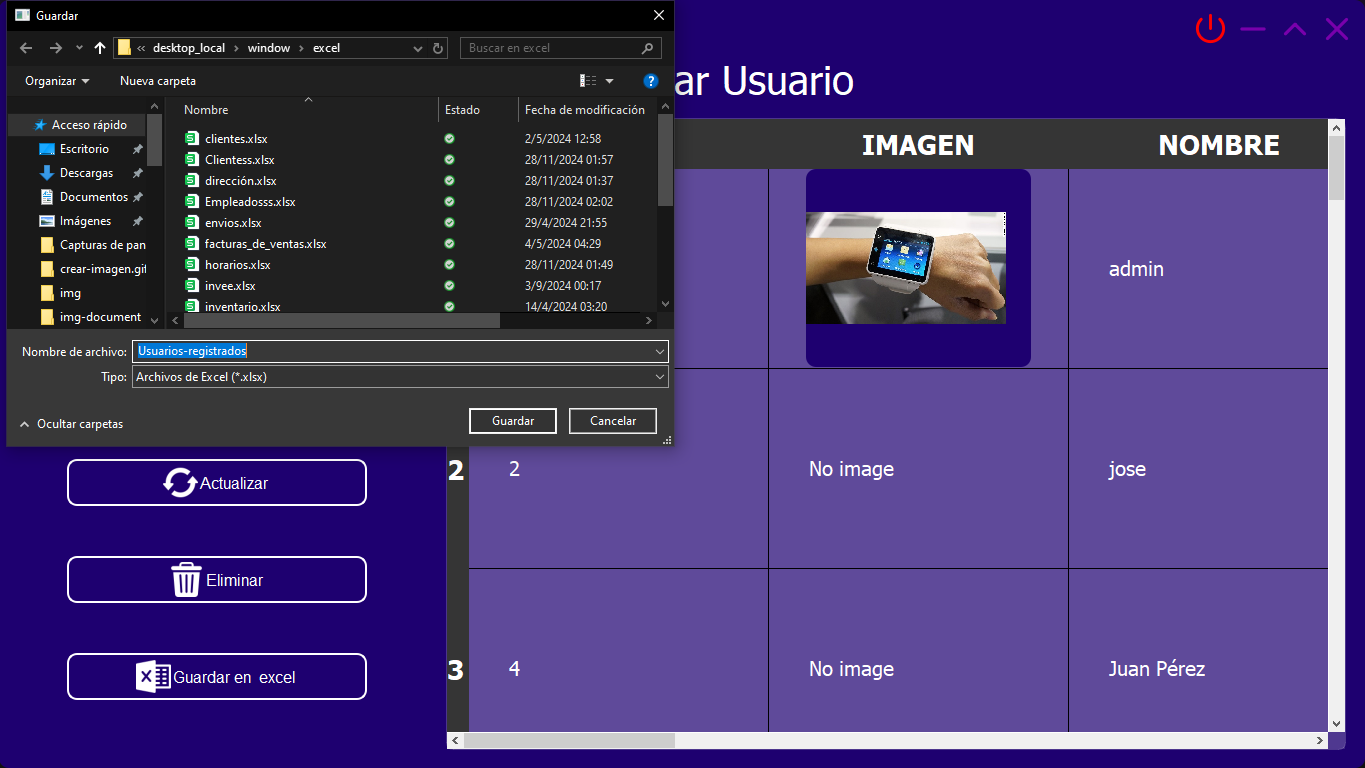 Guardar
« desktop_local › window › excel
Buscar en excel
Organizar
Nueva carpeta
?
Acceso rápido
Escritorio
Descargas
Documentos
Imágenes
Capturas de pan
crear-imagen.gif
img
img-document
Nombre Estado Fecha de modificación
clientes.xlsx 2/5/2024 12:58
Clientess.xlsx 28/11/2024 01:57
dirección.xlsx 28/11/2024 01:37
Empleadosss.xlsx 28/11/2024 02:02
envios.xlsx 29/4/2024 21:55
facturas_de_ventas.xlsx 4/5/2024 04:29
horarios.xlsx 28/11/2024 01:49
invee.xlsx 3/9/2024 00:17
inventario.xlsx 14/4/2024 03:20
Nombre de archivo: Usuarios-registrados
Tipo: Archivos de Excel (*.xlsx)
Ocultar carpetas
Guardar
Cancelar
ar Usuario
IMAGEN NOMBRE
admin
2 2 No image jose
3 4 No image Juan Pérez
Actualizar
Eliminar
Guardar en excel